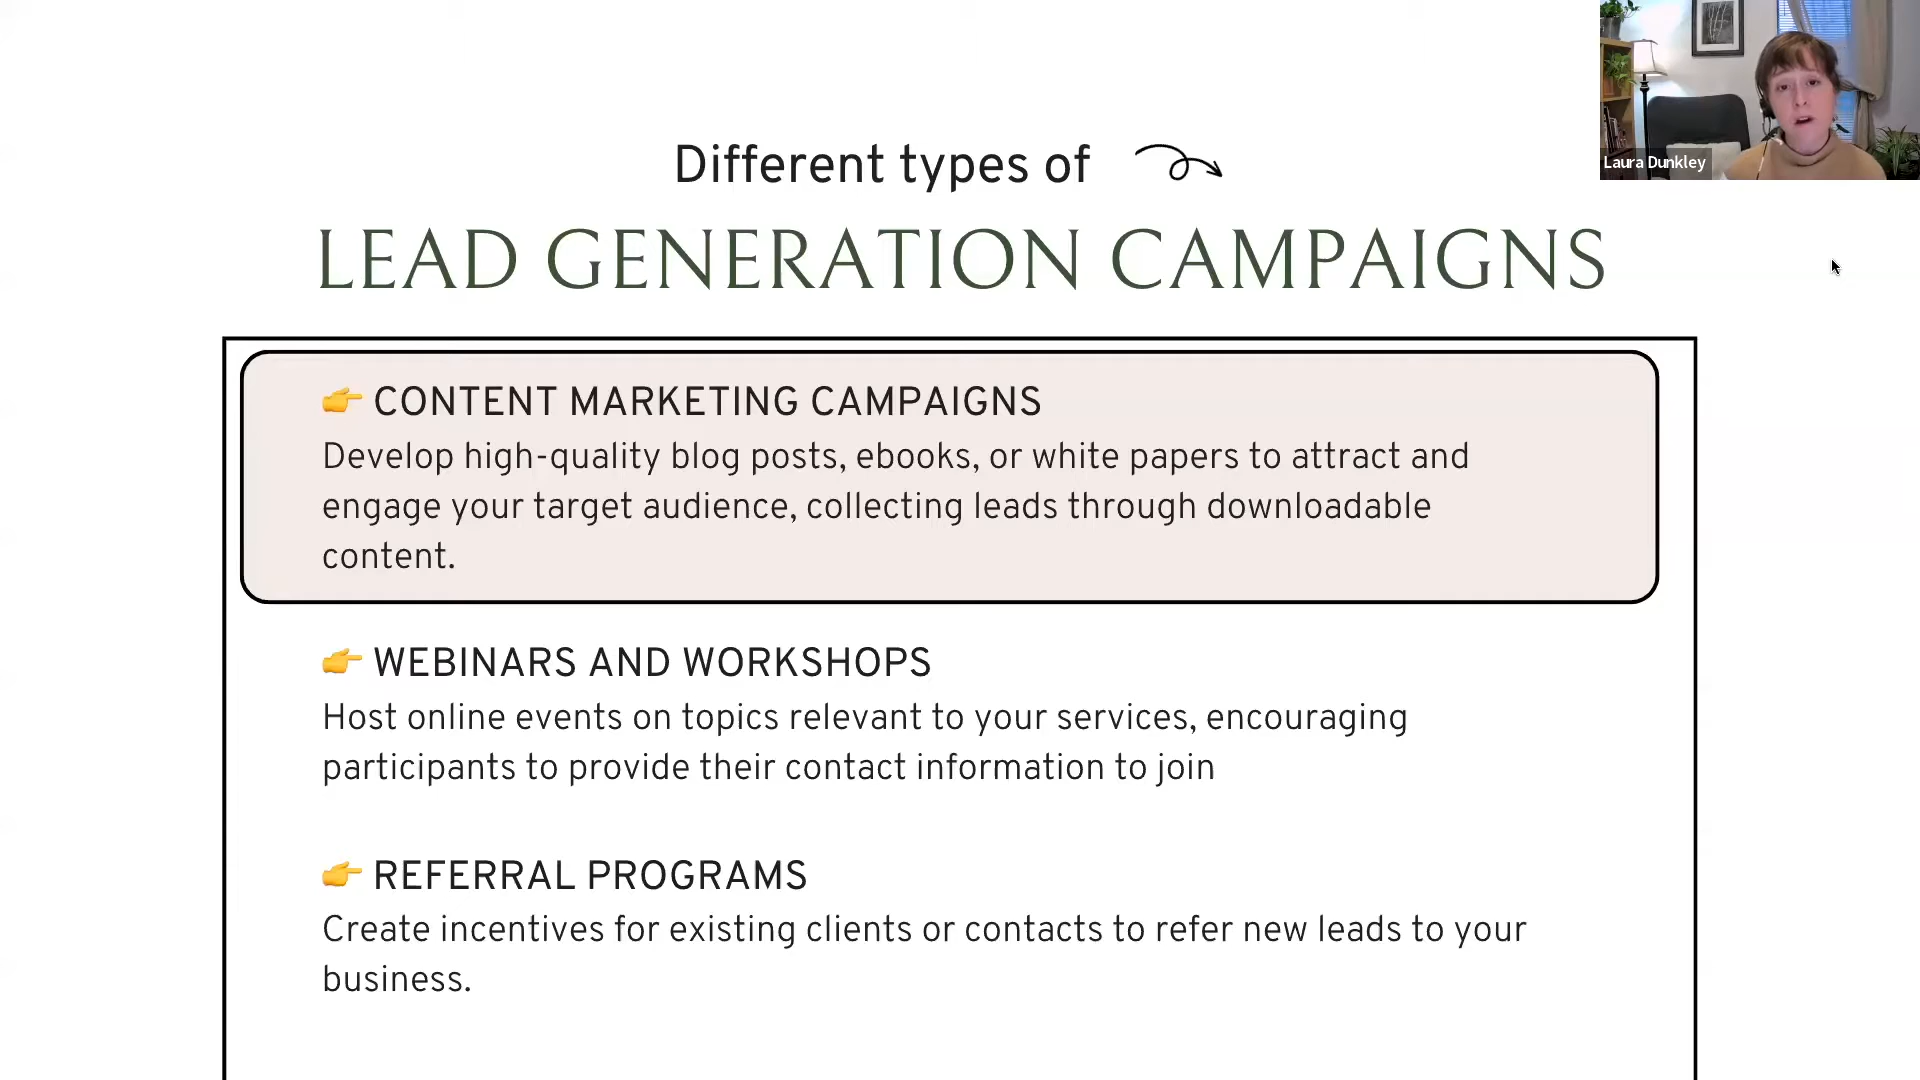 Different types of
LEAD GENERATION CAMPAIGNS
Laura Dunkley
👉 CONTENT MARKETING CAMPAIGNS
Develop high-quality blog posts, ebooks, or white papers to attract and
engage your target audience, collecting leads through downloadable
content.
👉 WEBINARS AND WORKSHOPS
Host online events on topics relevant to your services, encouraging
participants to provide their contact information to join
👉 REFERRAL PROGRAMS
Create incentives for existing clients or contacts to refer new leads to your
business.